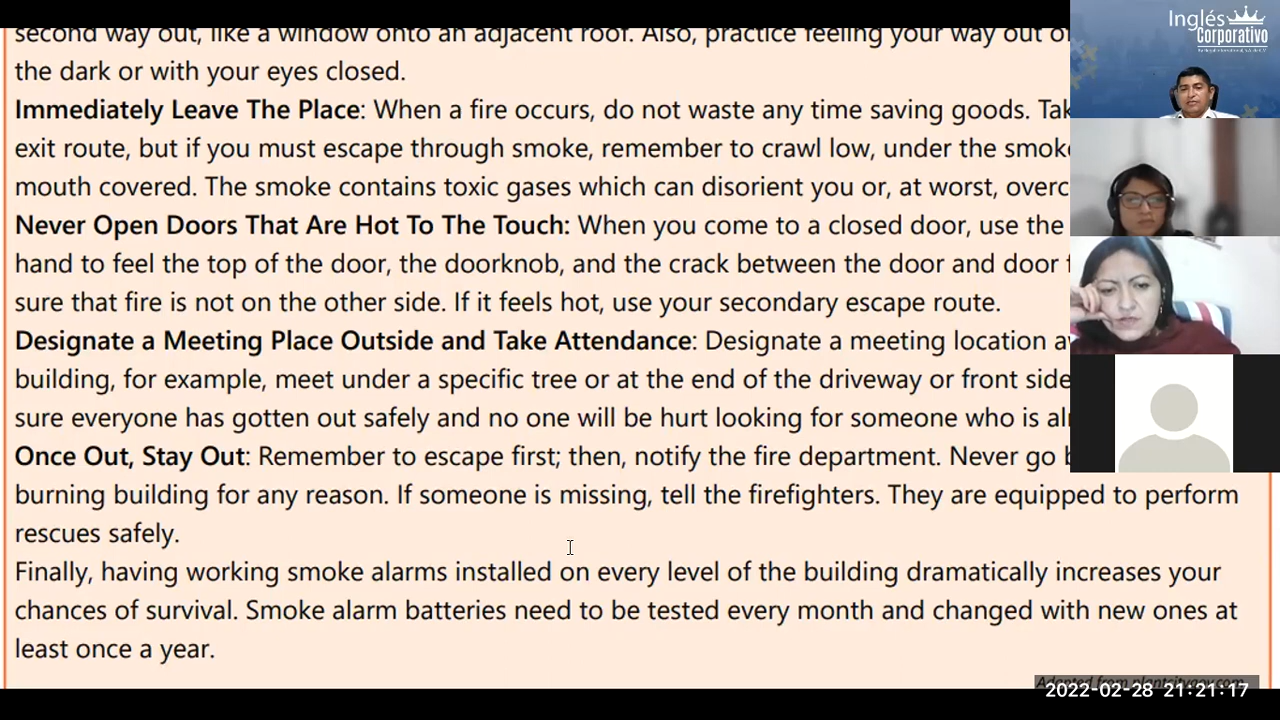 second way out, like a window onto an adjacent roof. Also, practice feeling your way out of
the dark or with your eyes closed.
Immediately Leave The Place: When a fire occurs, do not waste any time saving goods.
exit route, but if you must escape through smoke, remember to crawl low, under the smoke
mouth covered. The smoke contains toxic gases which can disorient you or, at worst,
Never Open Doors That Are Hot To The Touch: When you come to a closed door, use the
hand to feel the top of the door, the doorknob, and the crack between the door and door
sure that fire is not on the other side. If it feels hot, use your secondary escape route.
Designate a Meeting Place Outside and Take Attendance: Designate a meeting location
building, for example, meet under a specific tree or at the end of the driveway or front
sure everyone has gotten out safely and no one will be hurt looking for someone who is
Once Out, Stay Out: Remember to escape first; then, notify the fire department. Never go
burning building for any reason. If someone is missing, tell the firefighters. They are equipped to perform
rescues safely.
Finally, having working smoke alarms installed on every level of the building dramatically increases your
chances of survival. Smoke alarm batteries need to be tested every month and changed with new ones at
least once a year.
Adapted from
2022-02-28 21:21:17
Inglés
Corporativo